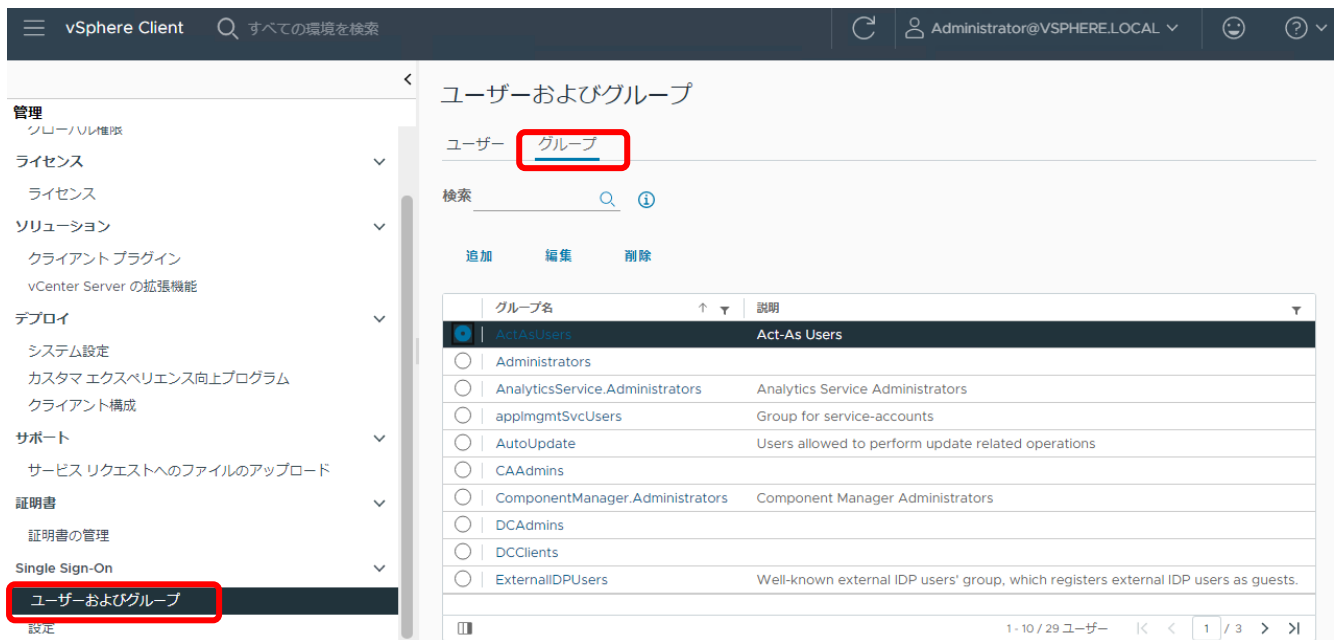 vSphere Client
すべての環境を検索
Administrator@VSPHERE.LOCAL
管理
グローバル権限
ライセンス
ライセンス
ソリューション
クライアント プラグイン
vCenter Server の拡張機能
デプロイ
システム設定
カスタマ エクスペリエンス向上プログラム
クライアント構成
サポート
サービス リクエストへのファイルのアップロード
証明書
証明書の管理
Single Sign-On
ユーザーおよびグループ
設定
ユーザーおよびグループ
ユーザー グループ
検索
追加 編集 削除
グループ名 説明
ActAsUsers Act-As Users
Administrators
AnalyticsService.Administrators Analytics Service Administrators
applmgmtSvcUsers Group for service-accounts
AutoUpdate Users allowed to perform update related operations
CAAdmins
ComponentManager.Administrators Component Manager Administrators
DCAdmins
DCClients
ExternalIDPUsers Well-known external IDP users' group, which registers external IDP users as guests.
1 - 10 / 29 ユーザー 1 / 3